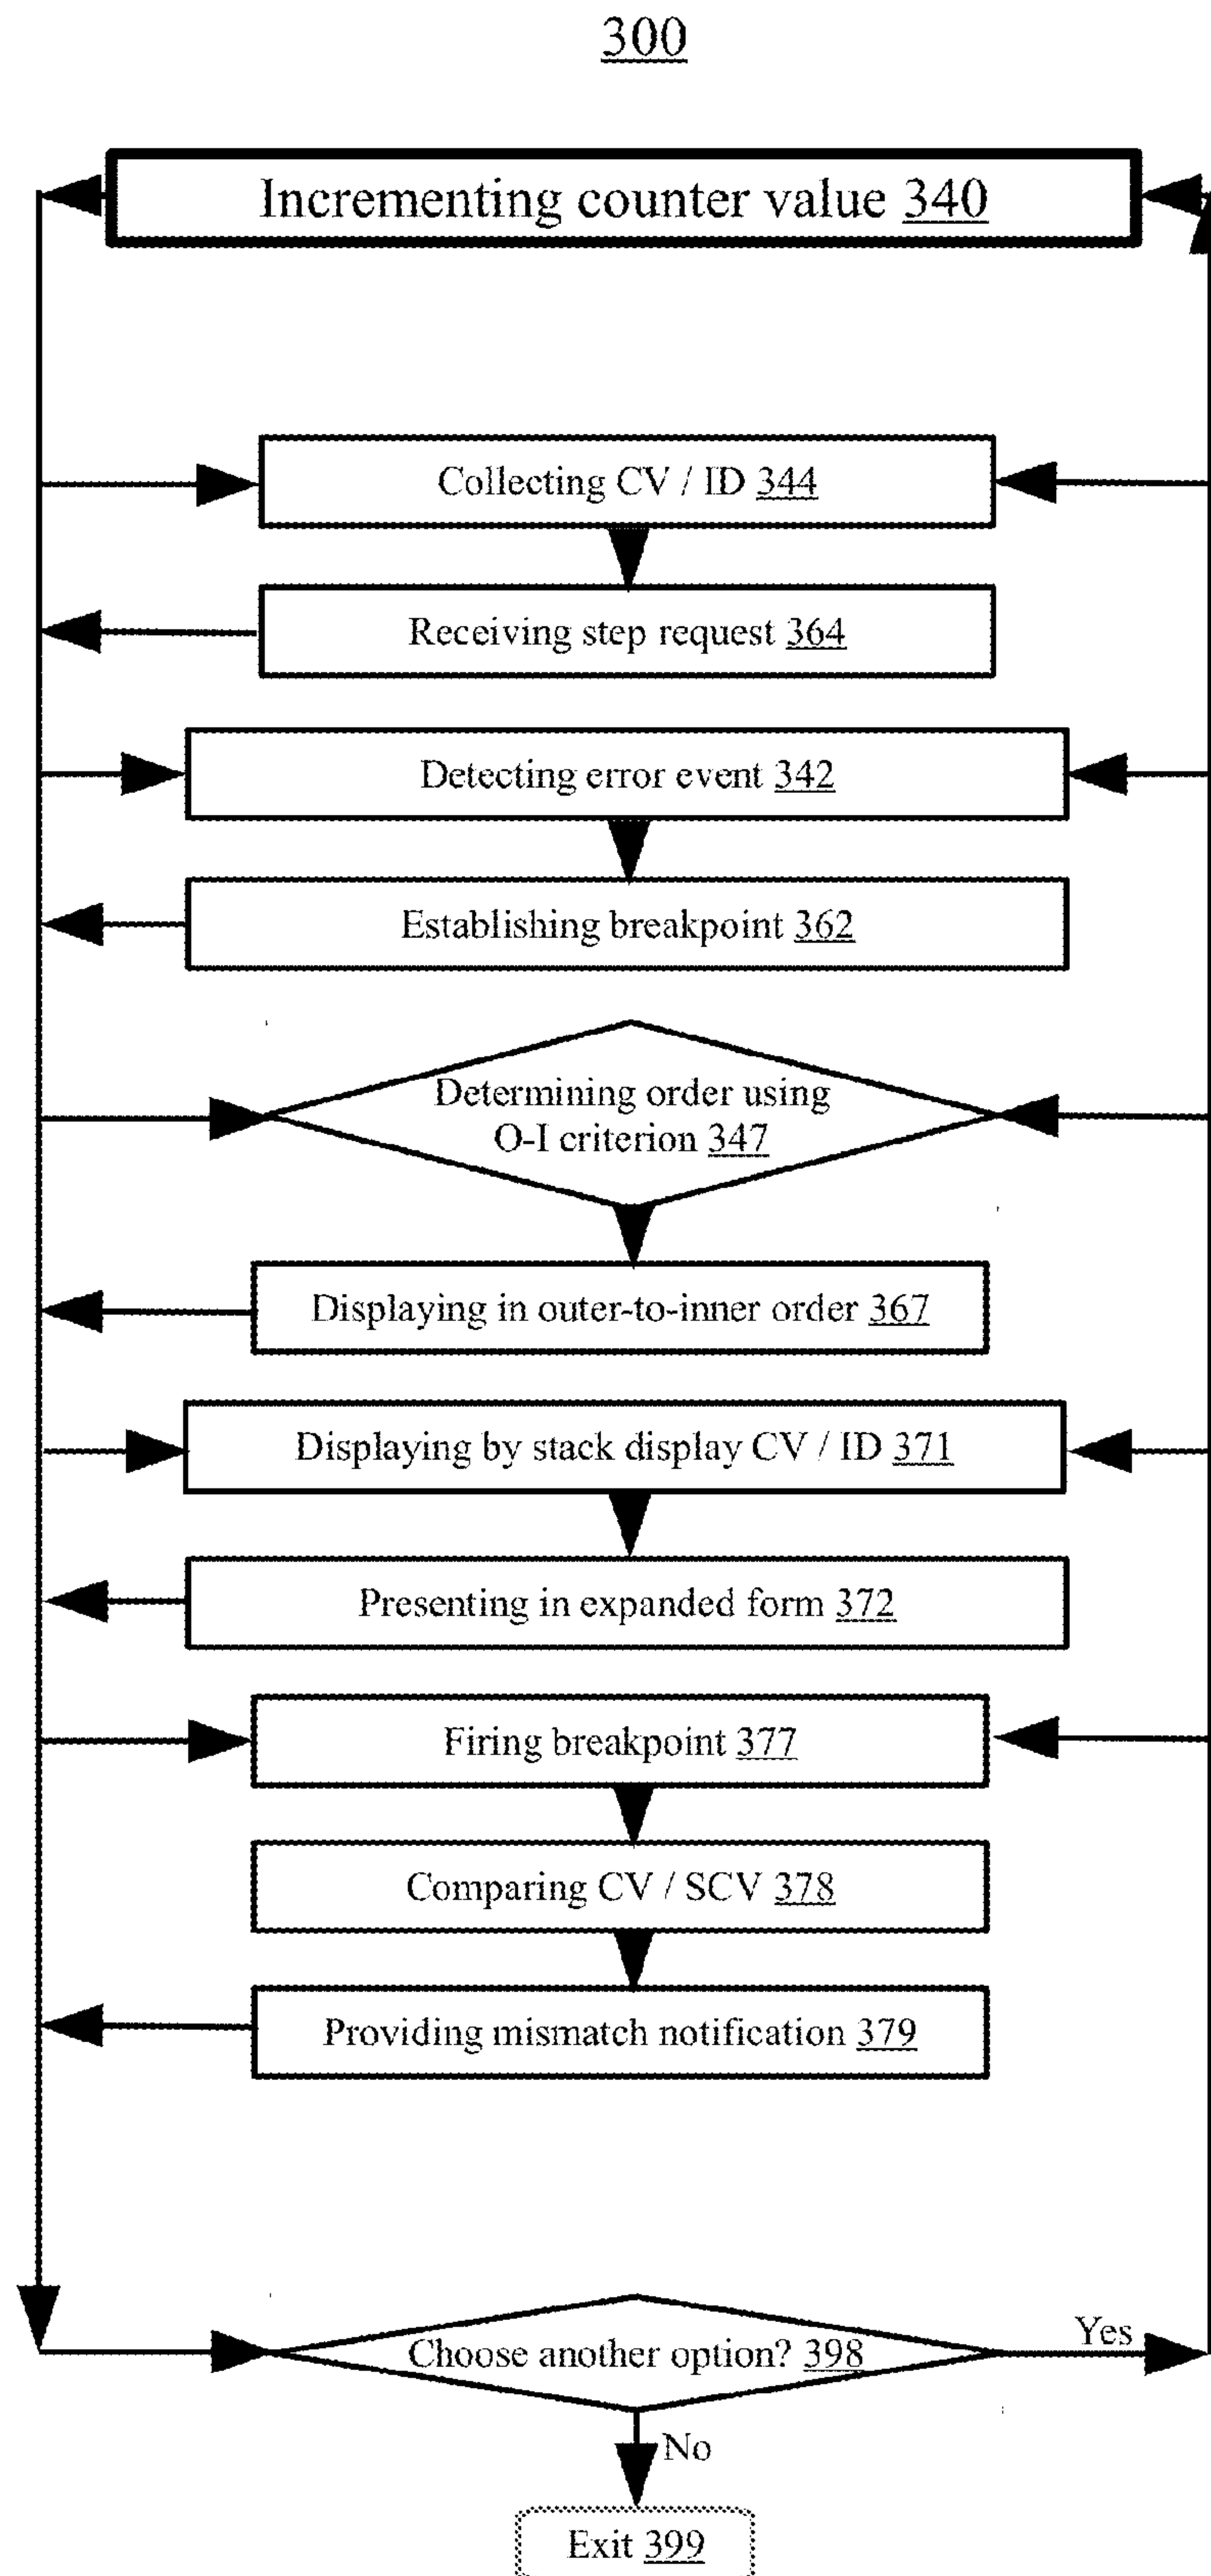 300
Incrementing counter value 340
Collecting CV / ID 344
Receiving step request 364
Detecting error event 342
Establishing breakpoint 362
Determining order using
O-I criterion 347
Displaying in outer-to-inner order 367
Displaying by stack display CV / ID 371
Presenting in expanded form 372
Firing breakpoint 377
Comparing CV / SCV 378
Providing mismatch notification 379
Choose another option? 398
Yes
No
Exit 399